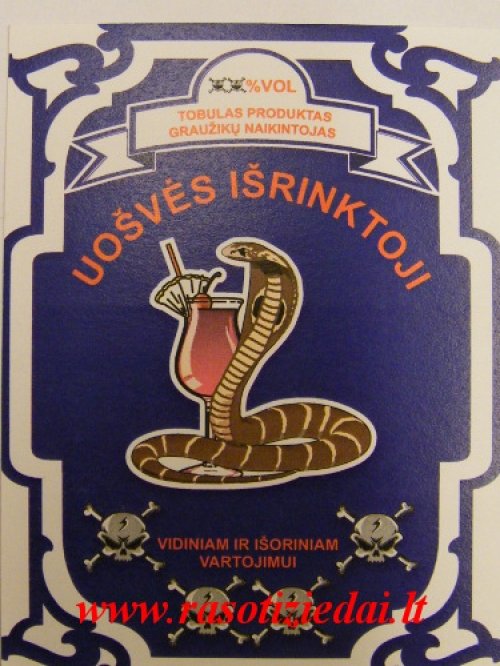 %VOL
TOBULAS PRODUKTAS
GRAUŽIKŲ NAIKINTOJAS
UOŠVĖS IŠRINKTOJI
VIDINIAM IR IŠORINIAM
VARTOJIMUI
www.rasotiziedai.lt